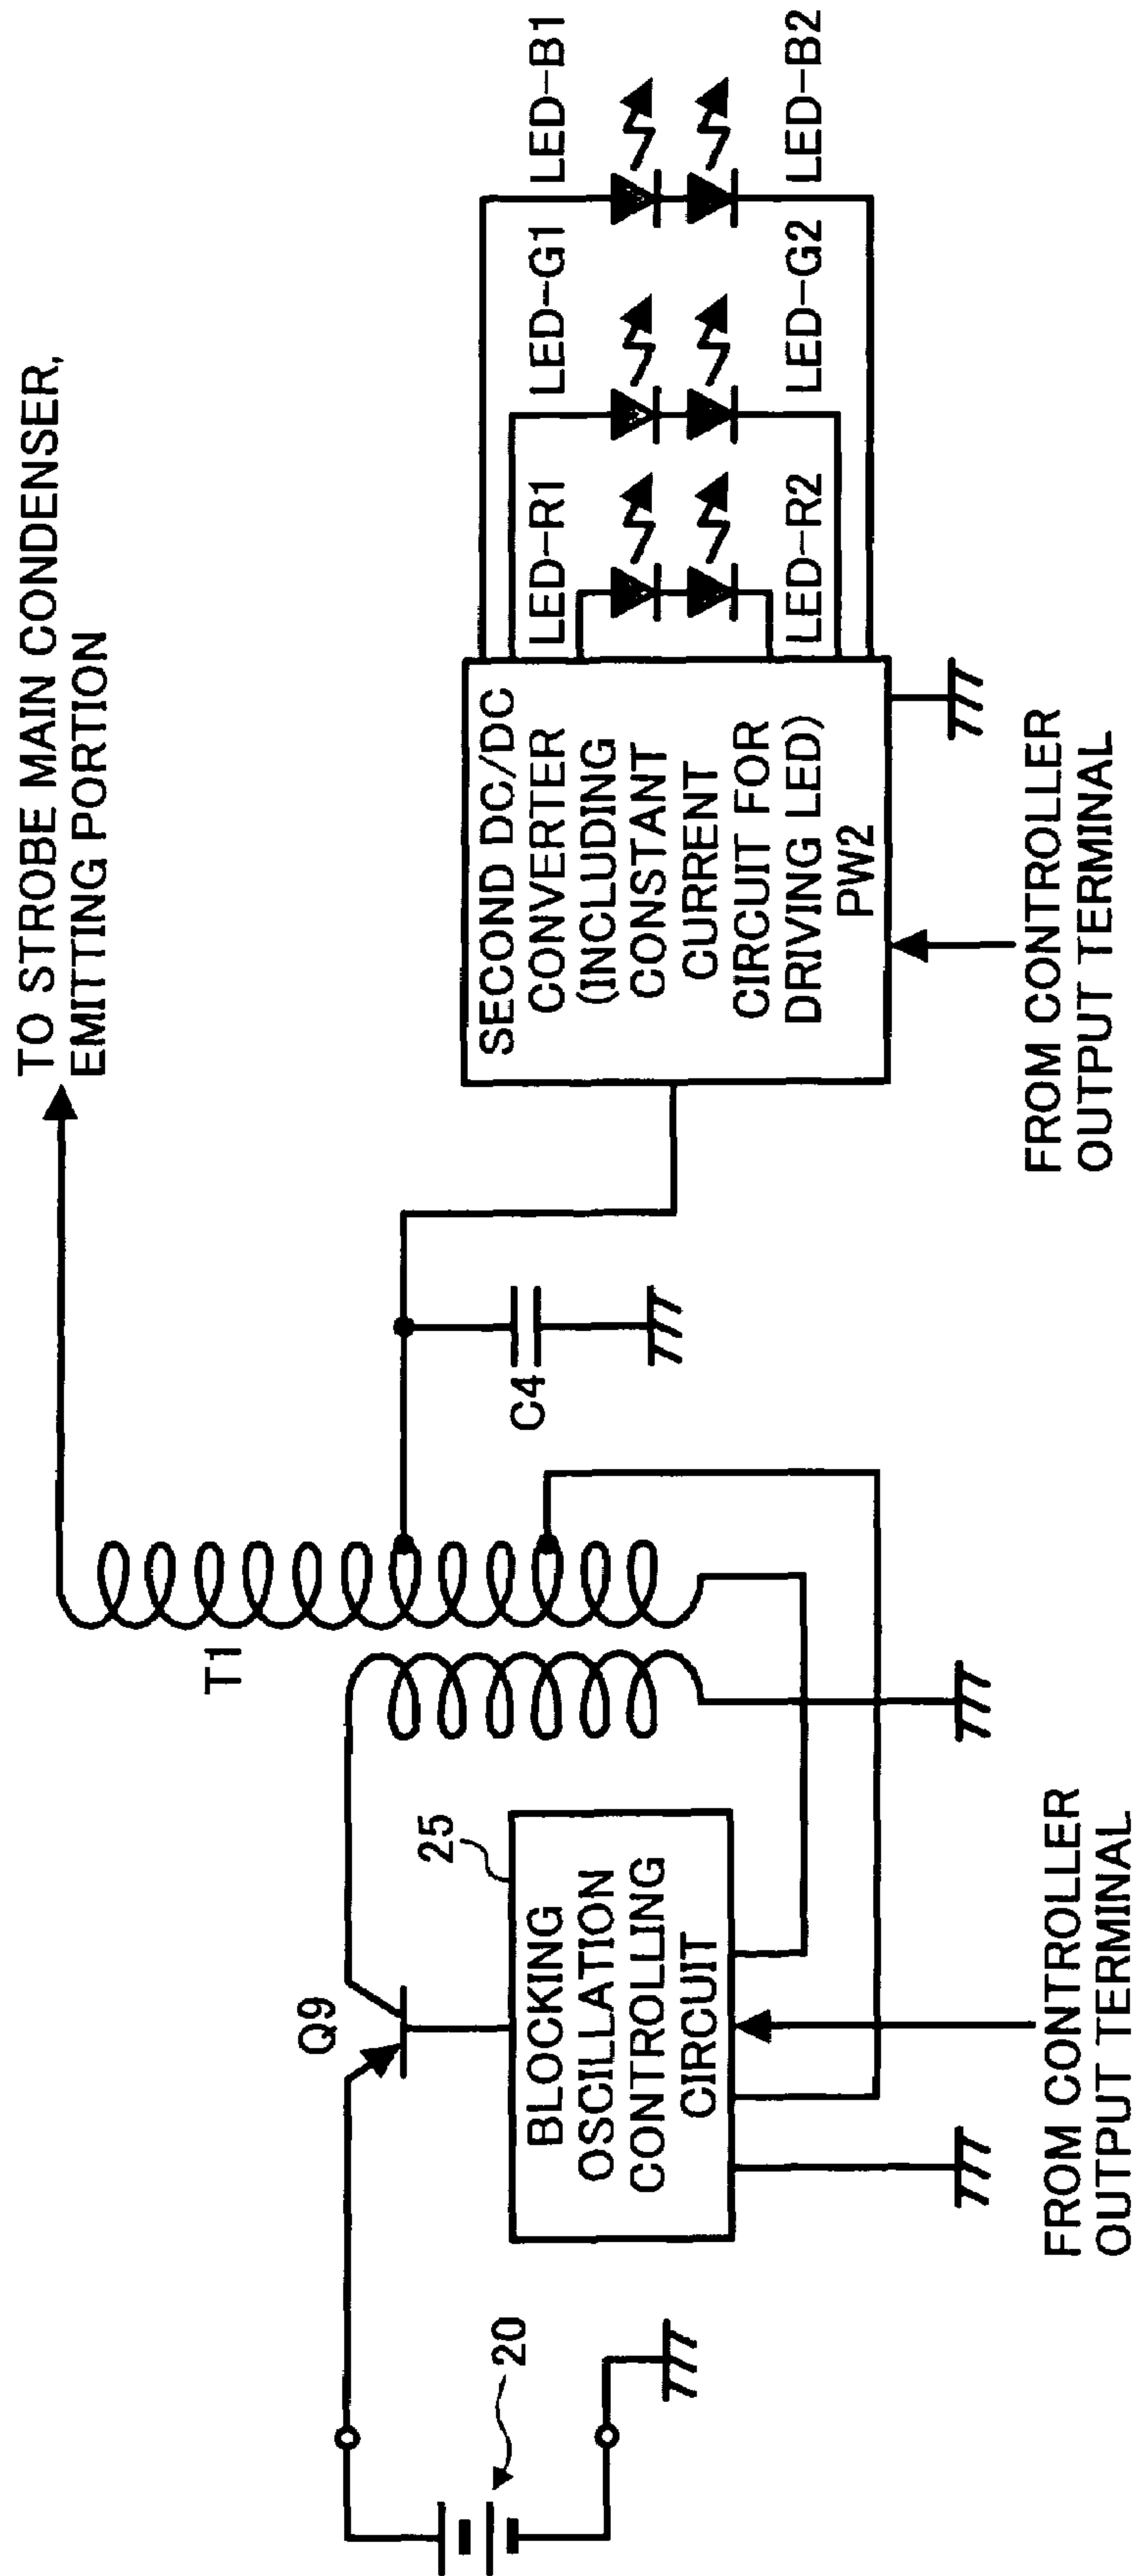 TO STROBE MAIN CONDENSER,
EMITTING PORTION
T1
Q9
25
BLOCKING
OSCILLATION
CONTROLLING
CIRCUIT
20
C4
SECOND DC/DC
CONVERTER
(INCLUDING
CONSTANT
CURRENT
CIRCUIT FOR
DRIVING LED)
PW2
LED-R1
LED-G1
LED-B1
LED-R2
LED-G2
LED-B2
FROM CONTROLLER
OUTPUT TERMINAL
FROM CONTROLLER
OUTPUT TERMINAL